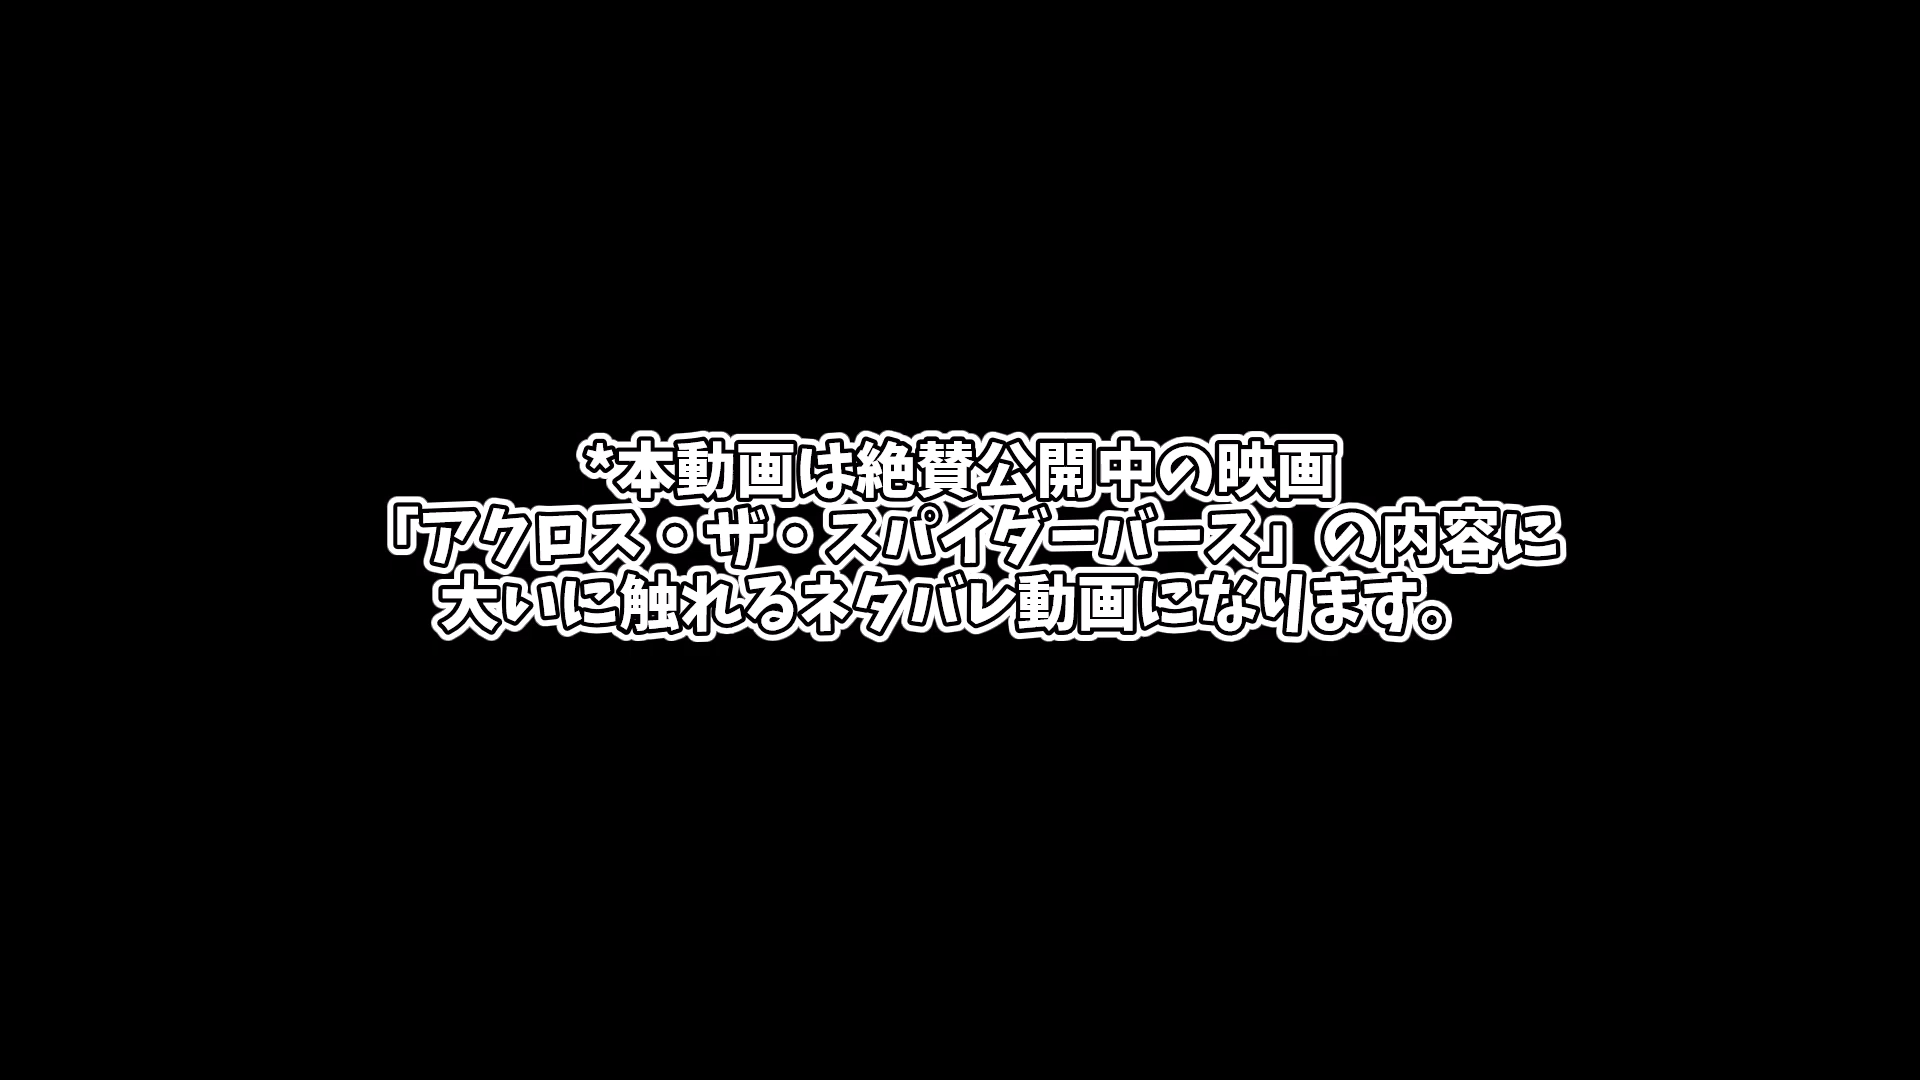 *本動画は絶賛公開中の映画
「アクロス・ザ・スパイダーバース」の内容に
大いに触れるネタバレ動画になります。